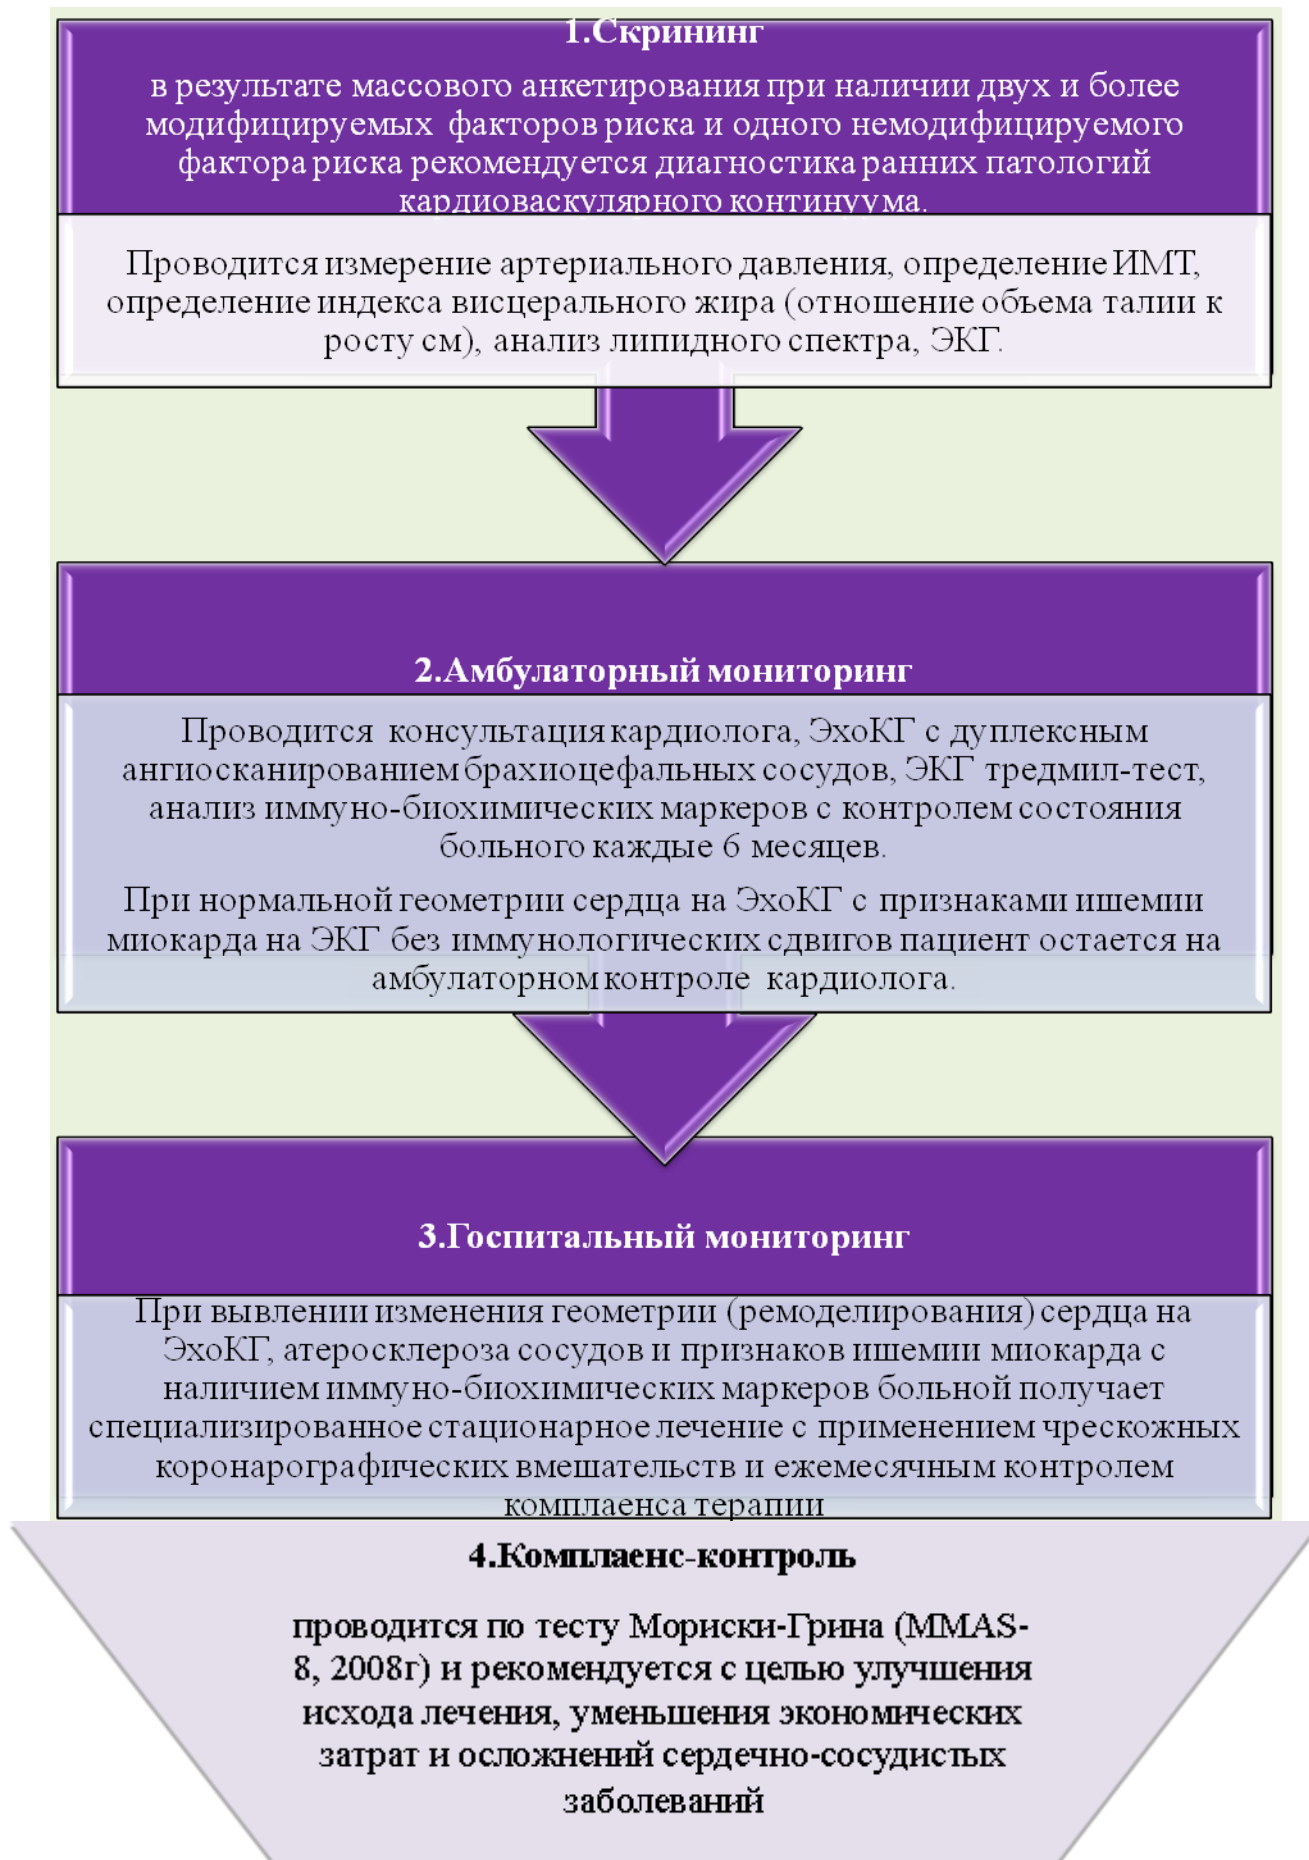 1.Скрининг
в результате массового анкетирования при наличии двух и более
модифицируемых факторов риска и одного немодифицируемого
фактора риска рекомендуется диагностика ранних патологий
кардиоваскулярного континуума.
Проводится измерение артериального давления, определение ИМТ,
определение индекса висцерального жира (отношение объема талии к
росту см), анализ липидного спектра, ЭКГ.
2.Амбулаторный мониторинг
Проводится консультация кардиолога, ЭхоКГ с дуплексным
ангиосканированием брахиоцефальных сосудов, ЭКГ тредмил-тест,
анализ иммуно-биохимических маркеров с контролем состояния
больного каждые 6 месяцев.
При нормальной геометрии сердца на ЭхоКГ с признаками ишемии
миокарда на ЭКГ без иммунологических сдвигов пациент остается на
амбулаторном контроле кардиолога.
3.Госпитальный мониторинг
При вывлении изменения геометрии (ремоделирования) сердца на
ЭхоКГ, атеросклероза сосудов и признаков ишемии миокарда с
наличием иммуно-биохимических маркеров больной получает
специализированное стационарное лечение с применением чрескожных
коронарографических вмешательств и ежемесячным контролем
комплаенса терапии
4.Комплаенс-контроль
проводится по тесту Мориски-Грина (MMAS-
8, 2008г) и рекомендуется с целью улучшения
исхода лечения, уменьшения экономических
затрат и осложнений сердечно-сосудистых
заболеваний